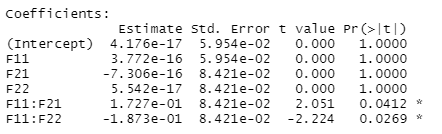 Coefficients:
Estimate Std. Error t value Pr(>|t|)
(Intercept) 4.176e-17 5.954e-02 0.000 1.0000
F11 3.772e-16 5.954e-02 0.000 1.0000
F21 -7.306e-16 8.421e-02 0.000 1.0000
F22 5.542e-17 8.421e-02 0.000 1.0000
F11:F21 1.727e-01 8.421e-02 2.051 0.0412 *
F11:F22 -1.873e-01 8.421e-02 -2.224 0.0269 *